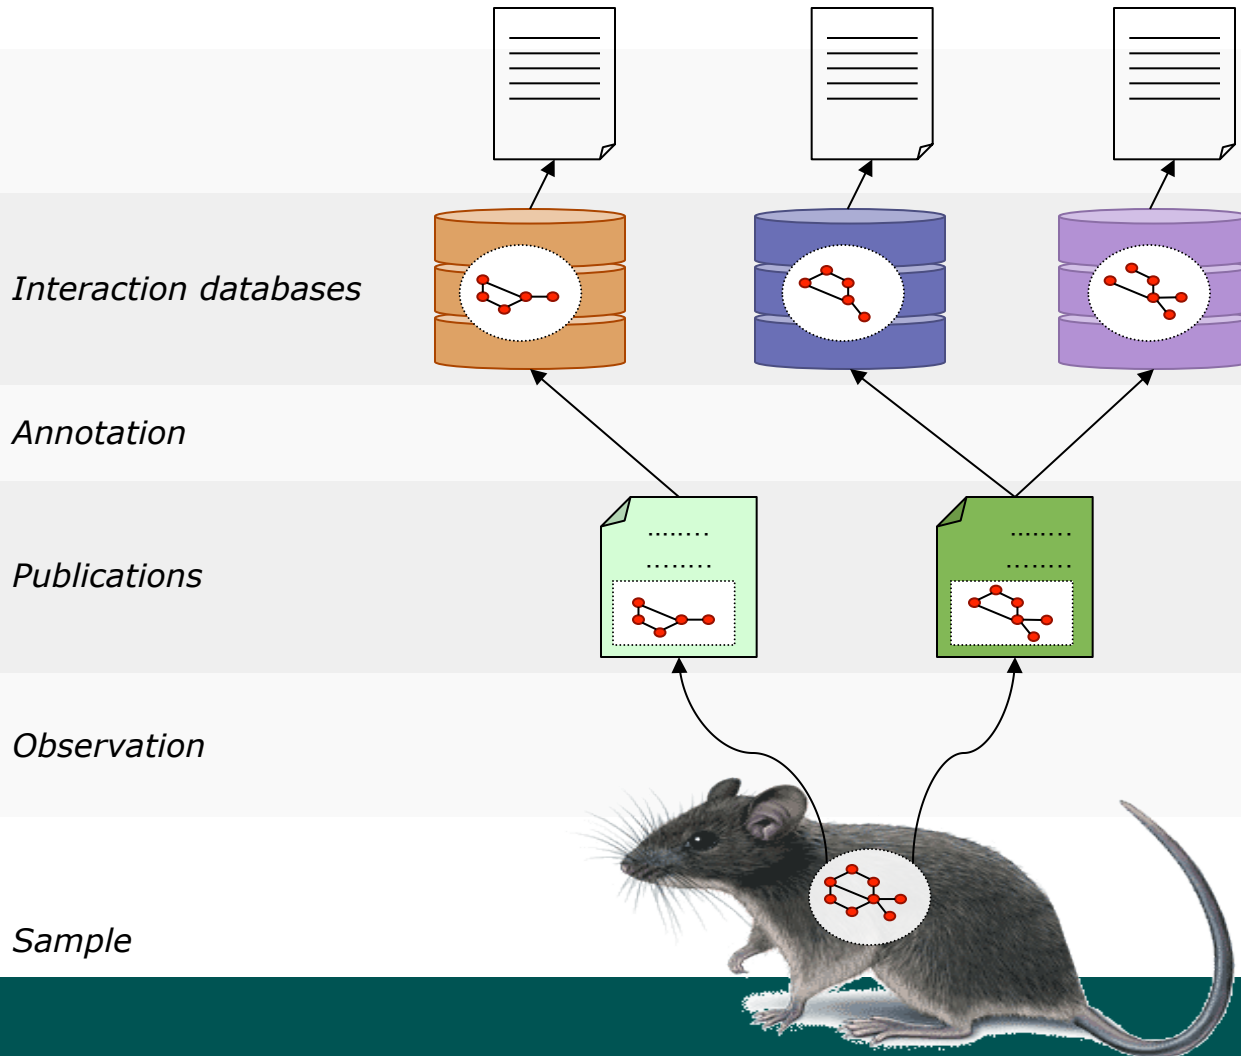 Interaction databases
Annotation
Publications
Observation
Sample